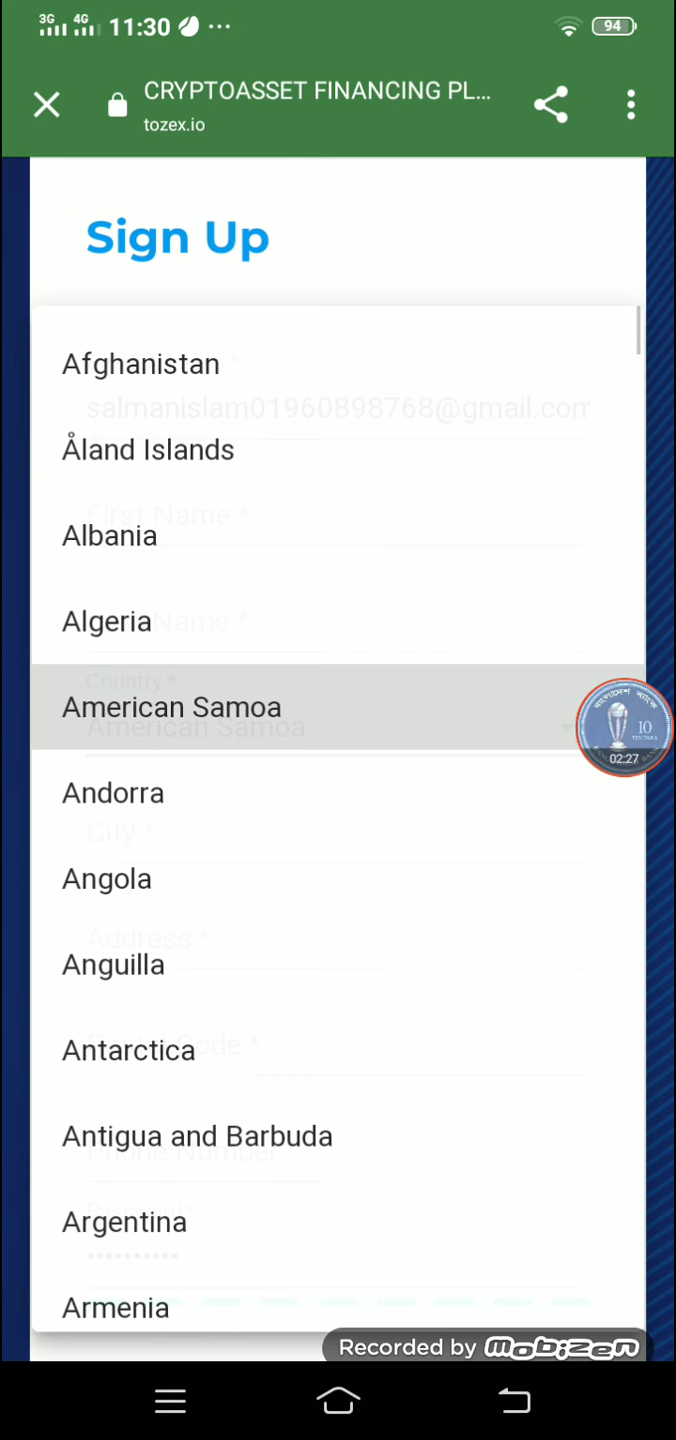 3G 4G 11:30 ... 94
CRYPTOASSET FINANCING PL...
tozex.io
Sign Up
Afghanistan
salmanislam01960898768@gmail.com
Åland Islands
First Name *
Albania
Algeria
Name *
Country *
American Samoa
American Samoa
10
TEN TAKA
02:27
Andorra
City *
Angola
Address *
Anguilla
Code *
Antarctica
Antigua and Barbuda
Phone Number
Argentina
Armenia
Recorded by mobizen